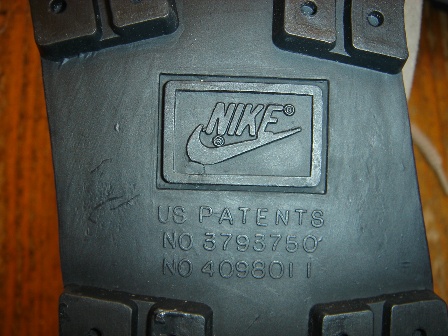 NIKE®
®
US PATENTS
NO 3793750
NO 4098011